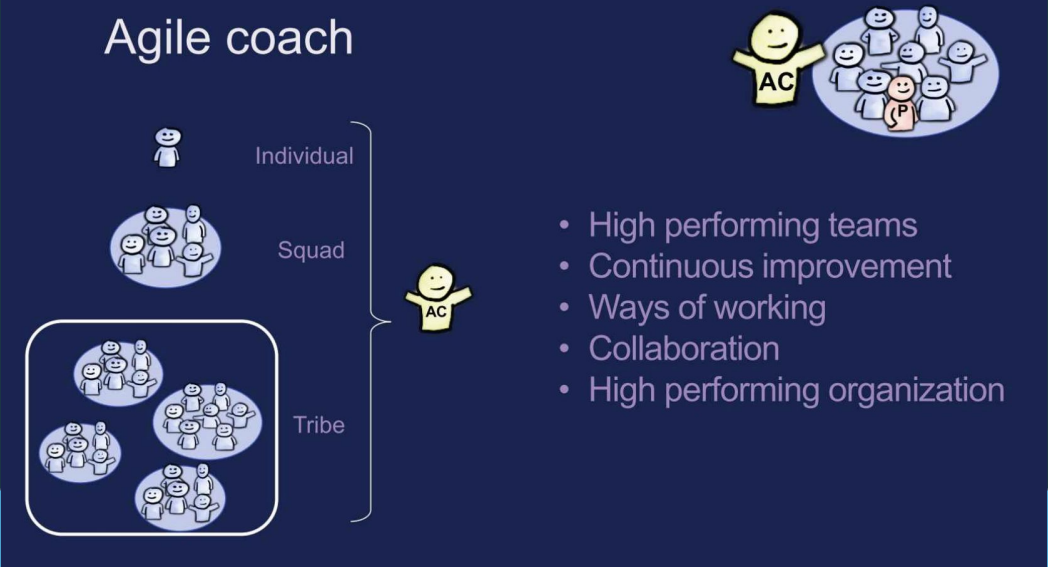 Agile coach
AC
P
Individual
Squad
AC
Tribe
• High performing teams
• Continuous improvement
• Ways of working
• Collaboration
• High performing organization